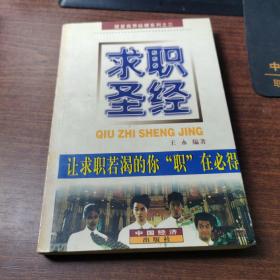 求职
圣经
QIU ZHI SHENG JING
王永 编著
让求职若渴的你“职”在必得
中国经济
出版社